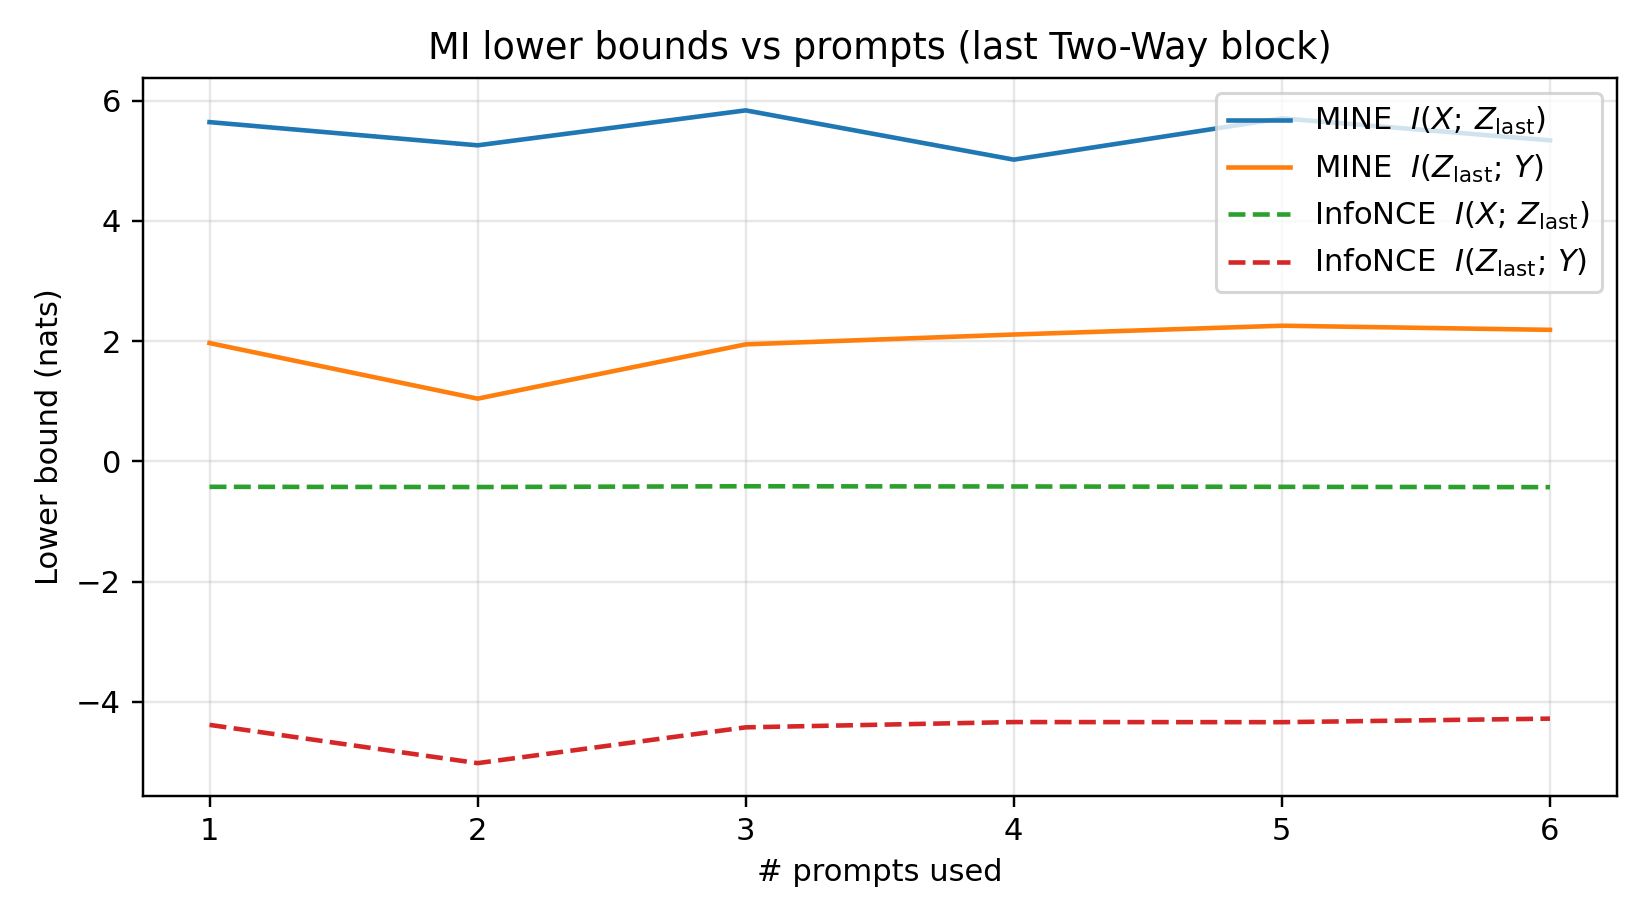 MI lower bounds vs prompts (last Two-Way block)
MINE I(X; Z_last)
MINE I(Z_last; Y)
InfoNCE I(X; Z_last)
InfoNCE I(Z_last; Y)
Lower bound (nats)
6
4
2
0
−2
−4
1 2 3 4 5 6
# prompts used